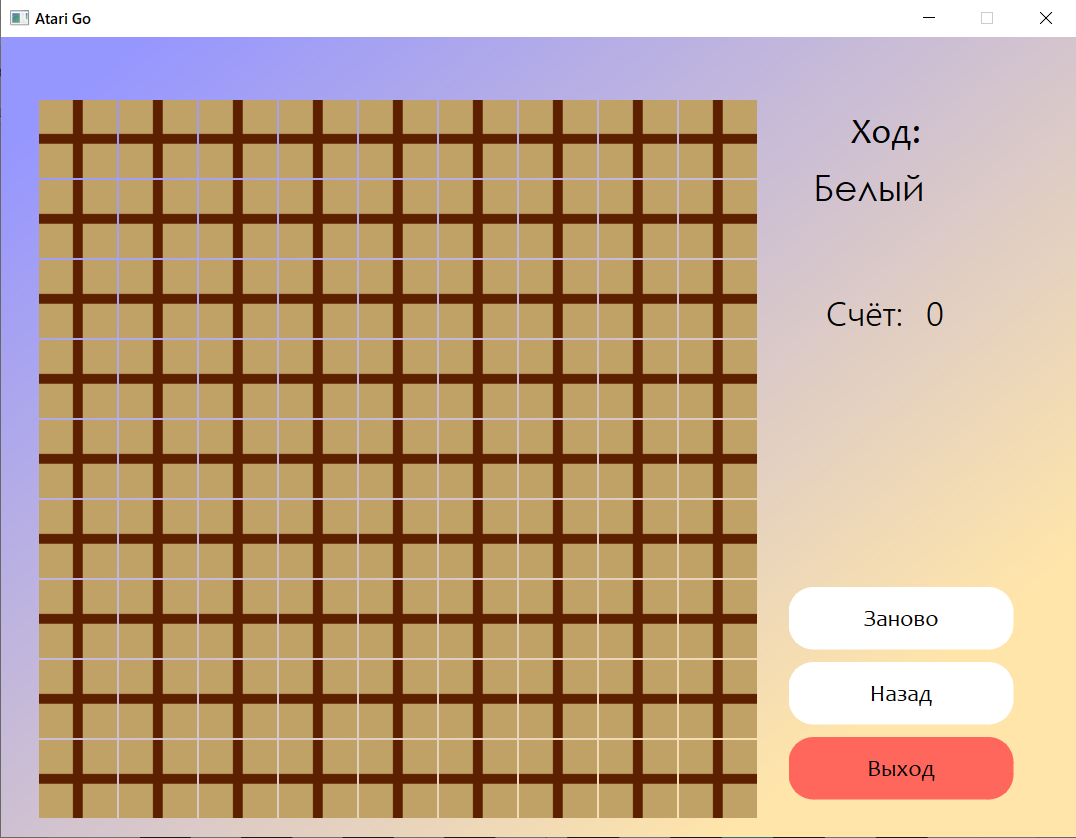 Atari Go
Ход:
Белый
Счёт: 0
Заново
Назад
Выход